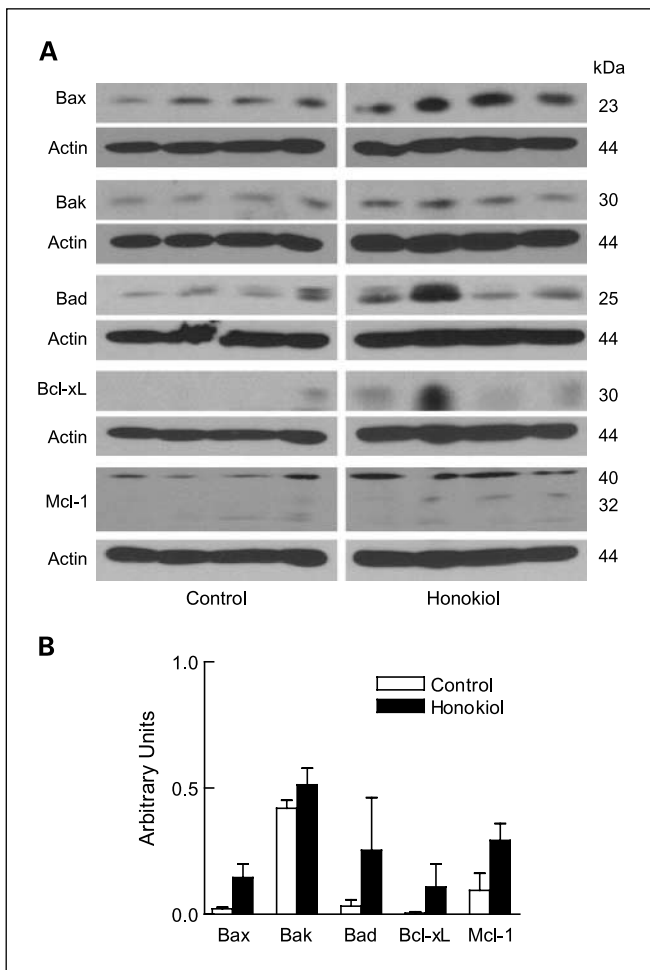 A
kDa
Bax 23
Actin 44
Bak 30
Actin 44
Bad 25
Actin 44
Bcl-xL 30
Actin 44
Mcl-1 40
32
Actin 44
Control Honokiol
B
1.0
0.5
0.0
Arbitrary Units
Control
Honokiol
Bax Bak Bad Bcl-xL Mcl-1